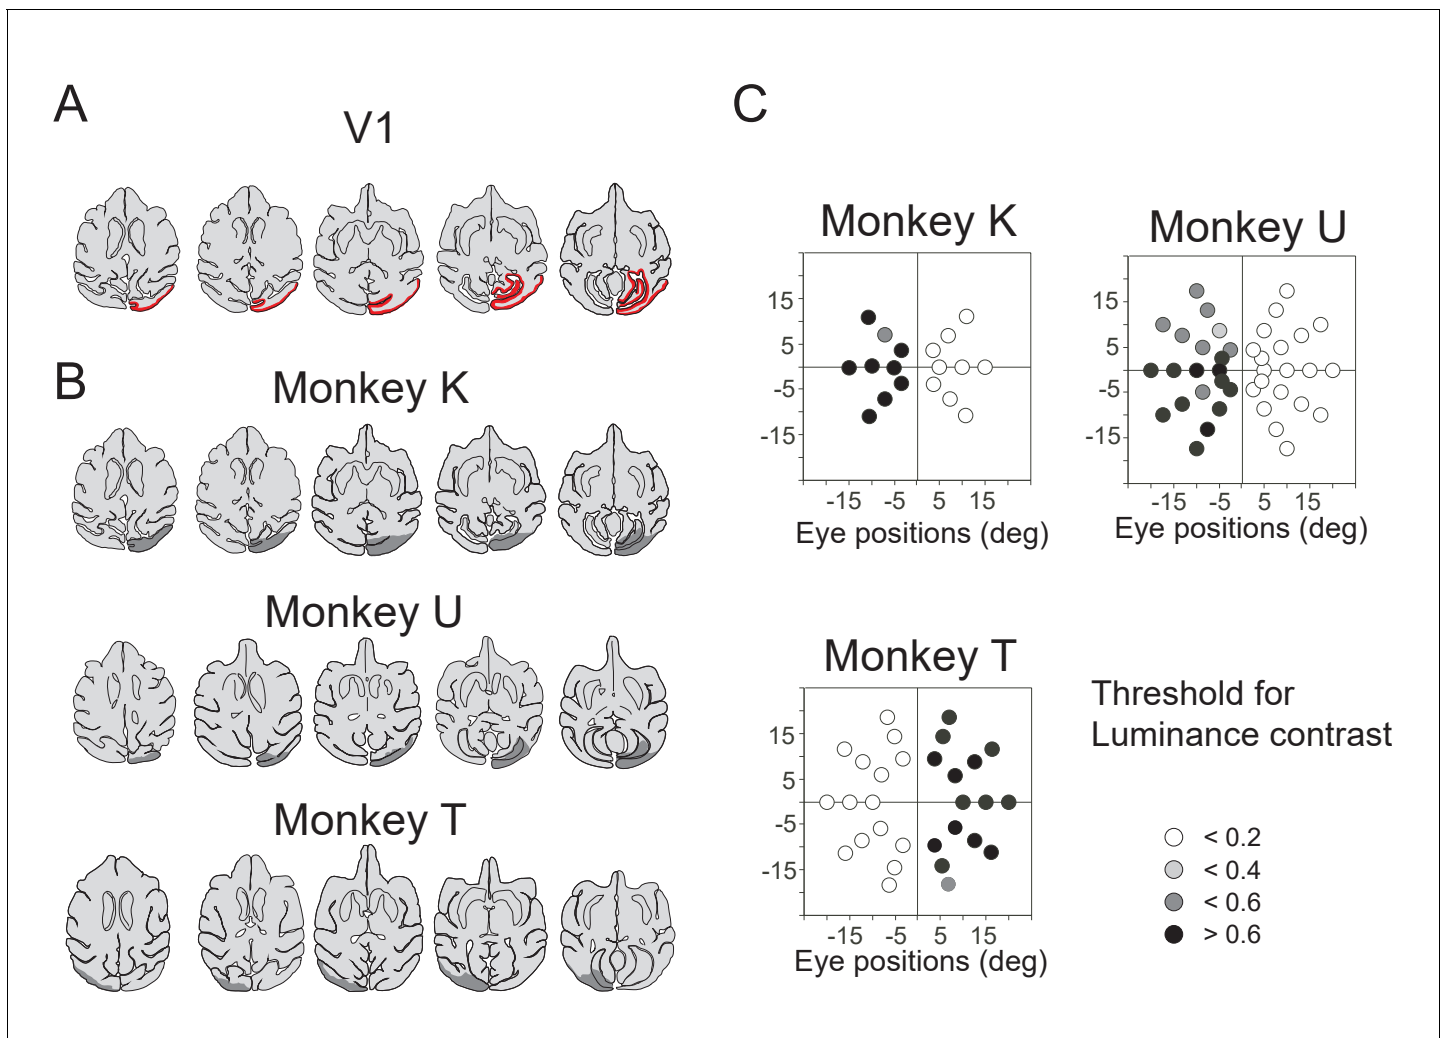 A
V1
B
Monkey K
Monkey U
Monkey T
C
Monkey K
15
5
-5
-15
-15 -5 5 15
Eye positions (deg)
Monkey U
15
5
-5
-15
-15 -5 5 15
Eye positions (deg)
Monkey T
15
5
-5
-15
-15 -5 5 15
Eye positions (deg)
Threshold for
Luminance contrast
< 0.2
< 0.4
< 0.6
> 0.6